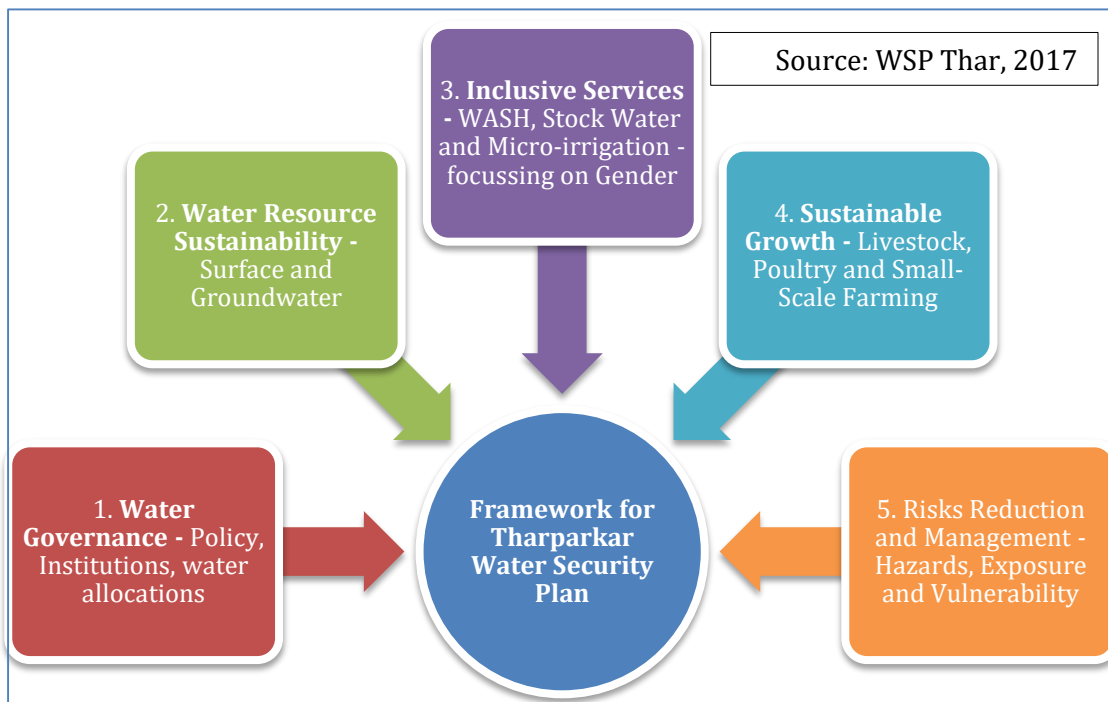 Source: WSP Thar, 2017
3. Inclusive Services
- WASH, Stock Water
and Micro-irrigation -
focussing on Gender
2. Water Resource
Sustainability -
Surface and
Groundwater
4. Sustainable
Growth - Livestock,
Poultry and Small-
Scale Farming
1. Water
Governance - Policy,
Institutions, water
allocations
Framework for
Tharparkar
Water Security
Plan
5. Risks Reduction
and Management -
Hazards, Exposure
and Vulnerability